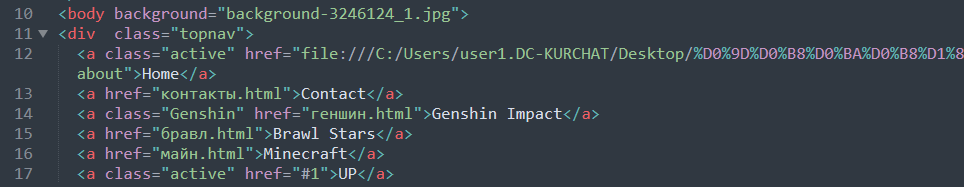 10 <body background="background-3246124_1.jpg">
11 <div  class="topnav">
12 <a class="active" href="file:///C:/Users/user1.DC-KURCHAT/Desktop/%D0%9D%D0%B8%D0%BA%D0%B8%D1%8
about">Home</a>
13 <a href="контакты.html">Contact</a>
14 <a class="Genshin" href="геншин.html">Genshin Impact</a>
15 <a href="бравл.html">Brawl Stars</a>
16 <a href="майн.html">Minecraft</a>
17 <a class="active" href="#1">UP</a>